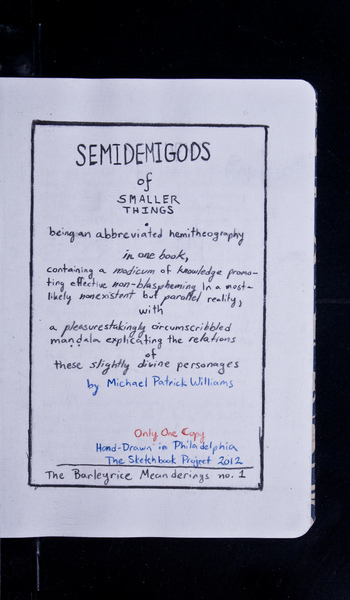 SEMIDEMIGODS
of
SMALLER
THINGS
being an abbreviated hemitheography
in one book,
containing a modicum of knowledge promo-
ting effective non-blaspheming in a most-
likely nonexistent but parallel reality,
with
a pleasurestakingly circumscribbled
mandala explicating the relations
of
these slightly divine personages
by Michael Patrick Williams
Only One Copy
Hand-Drawn in Philadelphia
The Sketchbook Project 2012
The Barleyrice Meanderings no. 1